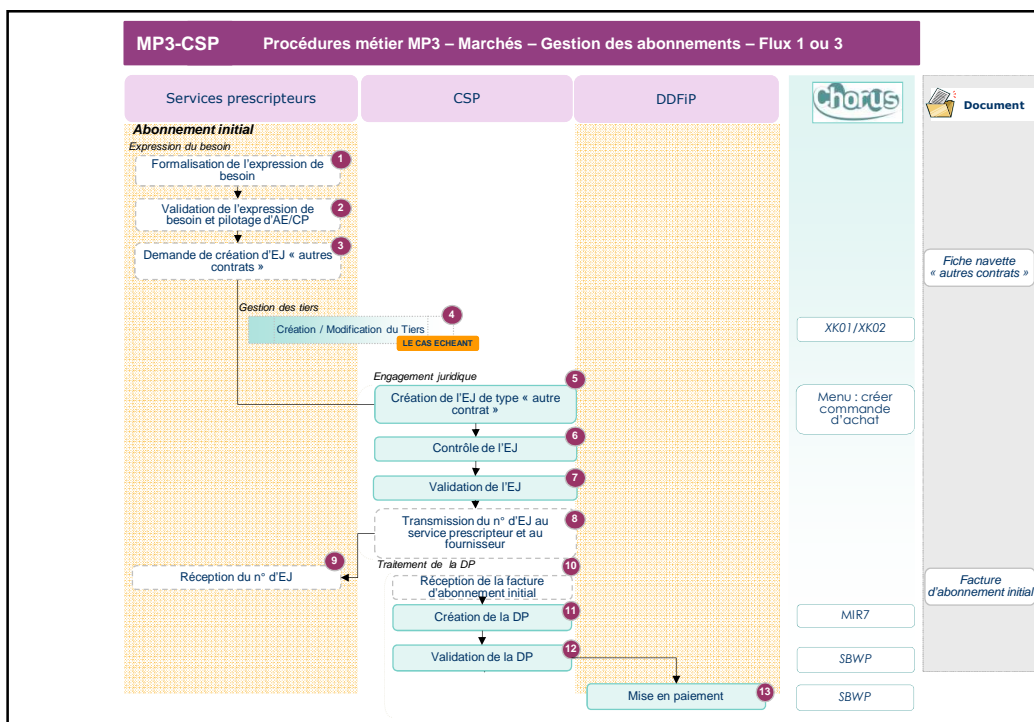 MP3-CSP Procédures métier MP3 – Marchés – Gestion des abonnements – Flux 1 ou 3
Services prescripteurs
CSP
DDFiP
Chorus
Document
Abonnement initial
Expression du besoin
1
Formalisation de l'expression de
besoin
2
Validation de l'expression de
besoin et pilotage d'AE/CP
3
Demande de création d'EJ « autres
contrats »
Fiche navette
« autres contrats »
Gestion des tiers
4
Création / Modification du Tiers
LE CAS ECHEANT
XK01/XK02
Engagement juridique
5
Création de l'EJ de type « autre
contrat »
Menu : créer
commande
d'achat
6
Contrôle de l'EJ
7
Validation de l'EJ
8
Transmission du n° d'EJ au
service prescripteur et au
fournisseur
9
Réception du n° d'EJ
Traitement de la DP
10
Réception de la facture
d'abonnement initial
Facture
d'abonnement initial
11
Création de la DP
MIR7
12
Validation de la DP
SBWP
13
Mise en paiement
SBWP